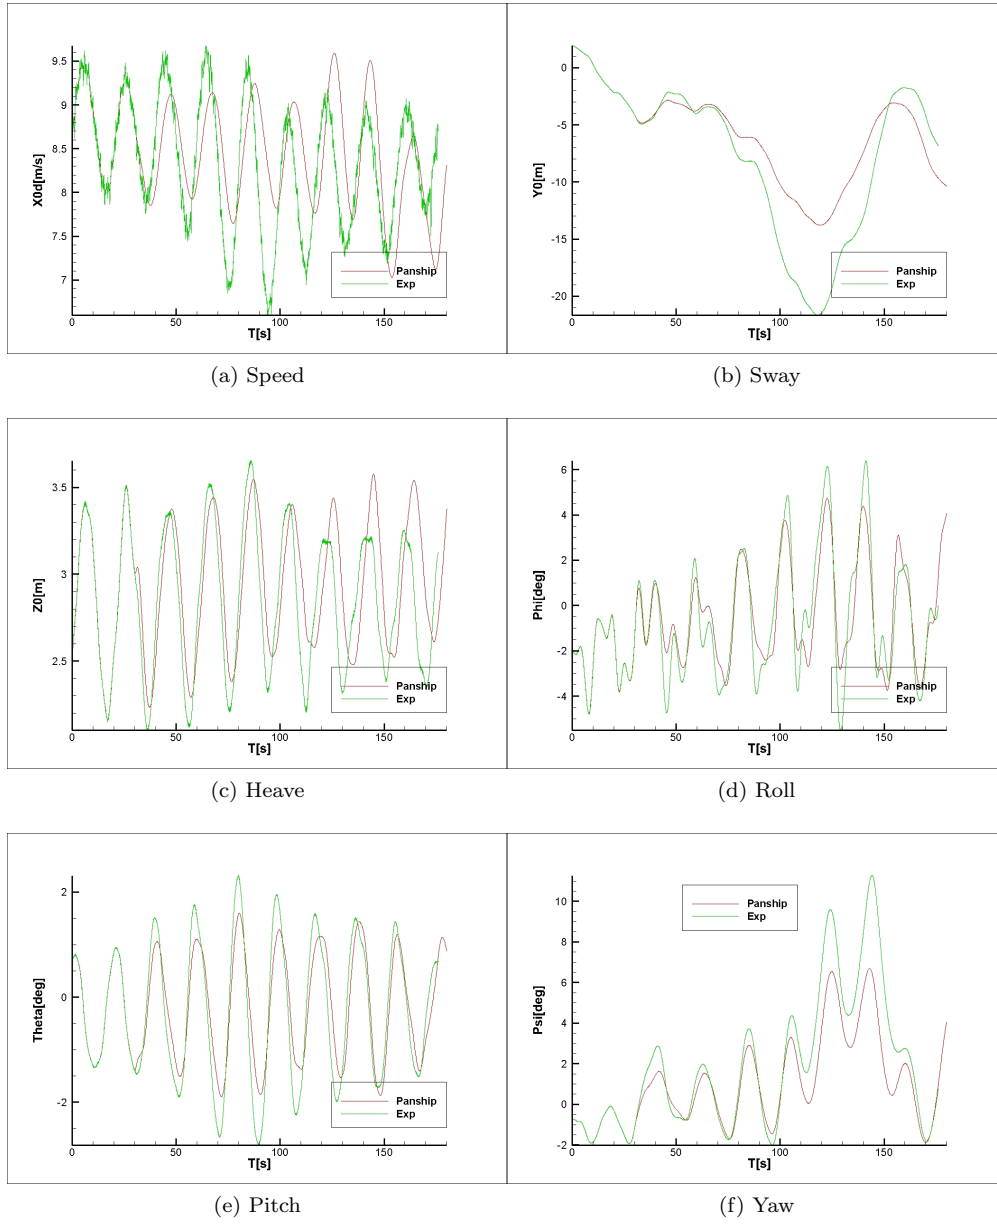 X0d[m/s]
9.5
9
8.5
8
7.5
7
0
50
100
150
T[s]
Panship
Exp
(a) Speed
Y0[m]
0
-5
-10
-15
-20
0
50
100
150
T[s]
Panship
Exp
(b) Sway
Z0[m]
3.5
3
2.5
0
50
100
150
T[s]
Panship
Exp
(c) Heave
Phi[deg]
6
4
2
0
-2
-4
0
50
100
150
T[s]
Panship
Exp
(d) Roll
Theta[deg]
2
0
-2
0
50
100
150
T[s]
Panship
Exp
(e) Pitch
Psi[deg]
10
8
6
4
2
0
-2
0
50
100
150
T[s]
Panship
Exp
(f) Yaw